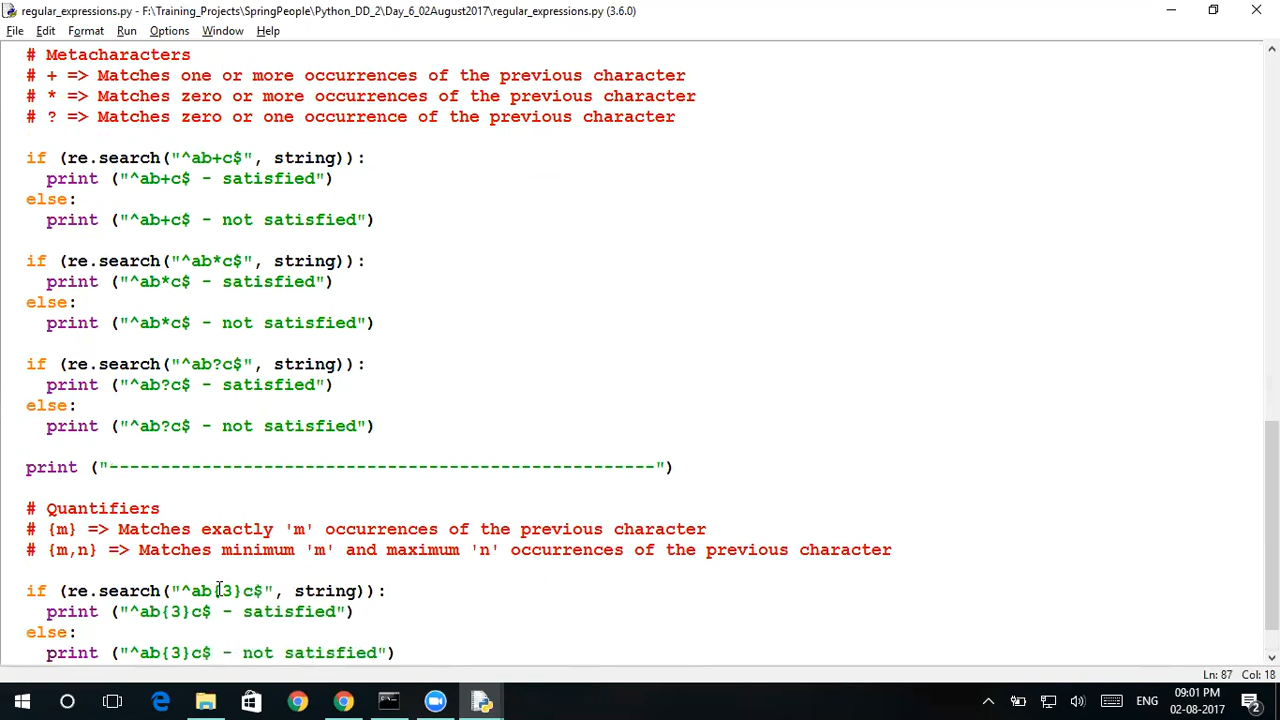 regular_expressions.py - F:\Training_Projects\SpringPeople\Python_DD_2\Day_6_02August2017\regular_expressions.py (3.6.0)
File Edit Format Run Options Window Help
# Metacharacters
# + => Matches one or more occurrences of the previous character
# * => Matches zero or more occurrences of the previous character
# ? => Matches zero or one occurrence of the previous character
if (re.search("^ab+c$", string)):
print ("^ab+c$ - satisfied")
else:
print ("^ab+c$ - not satisfied")
if (re.search("^ab*c$", string)):
print ("^ab*c$ - satisfied")
else:
print ("^ab*c$ - not satisfied")
if (re.search("^ab?c$", string)):
print ("^ab?c$ - satisfied")
else:
print ("^ab?c$ - not satisfied")
print ("-----------------------------------------------------")
# Quantifiers
# {m} => Matches exactly 'm' occurrences of the previous character
# {m,n} => Matches minimum 'm' and maximum 'n' occurrences of the previous character
if (re.search("^ab{3}c$", string)):
print ("^ab{3}c$ - satisfied")
else:
print ("^ab{3}c$ - not satisfied")
Ln: 87 Col: 18
ENG
09:01 PM
02-08-2017
2